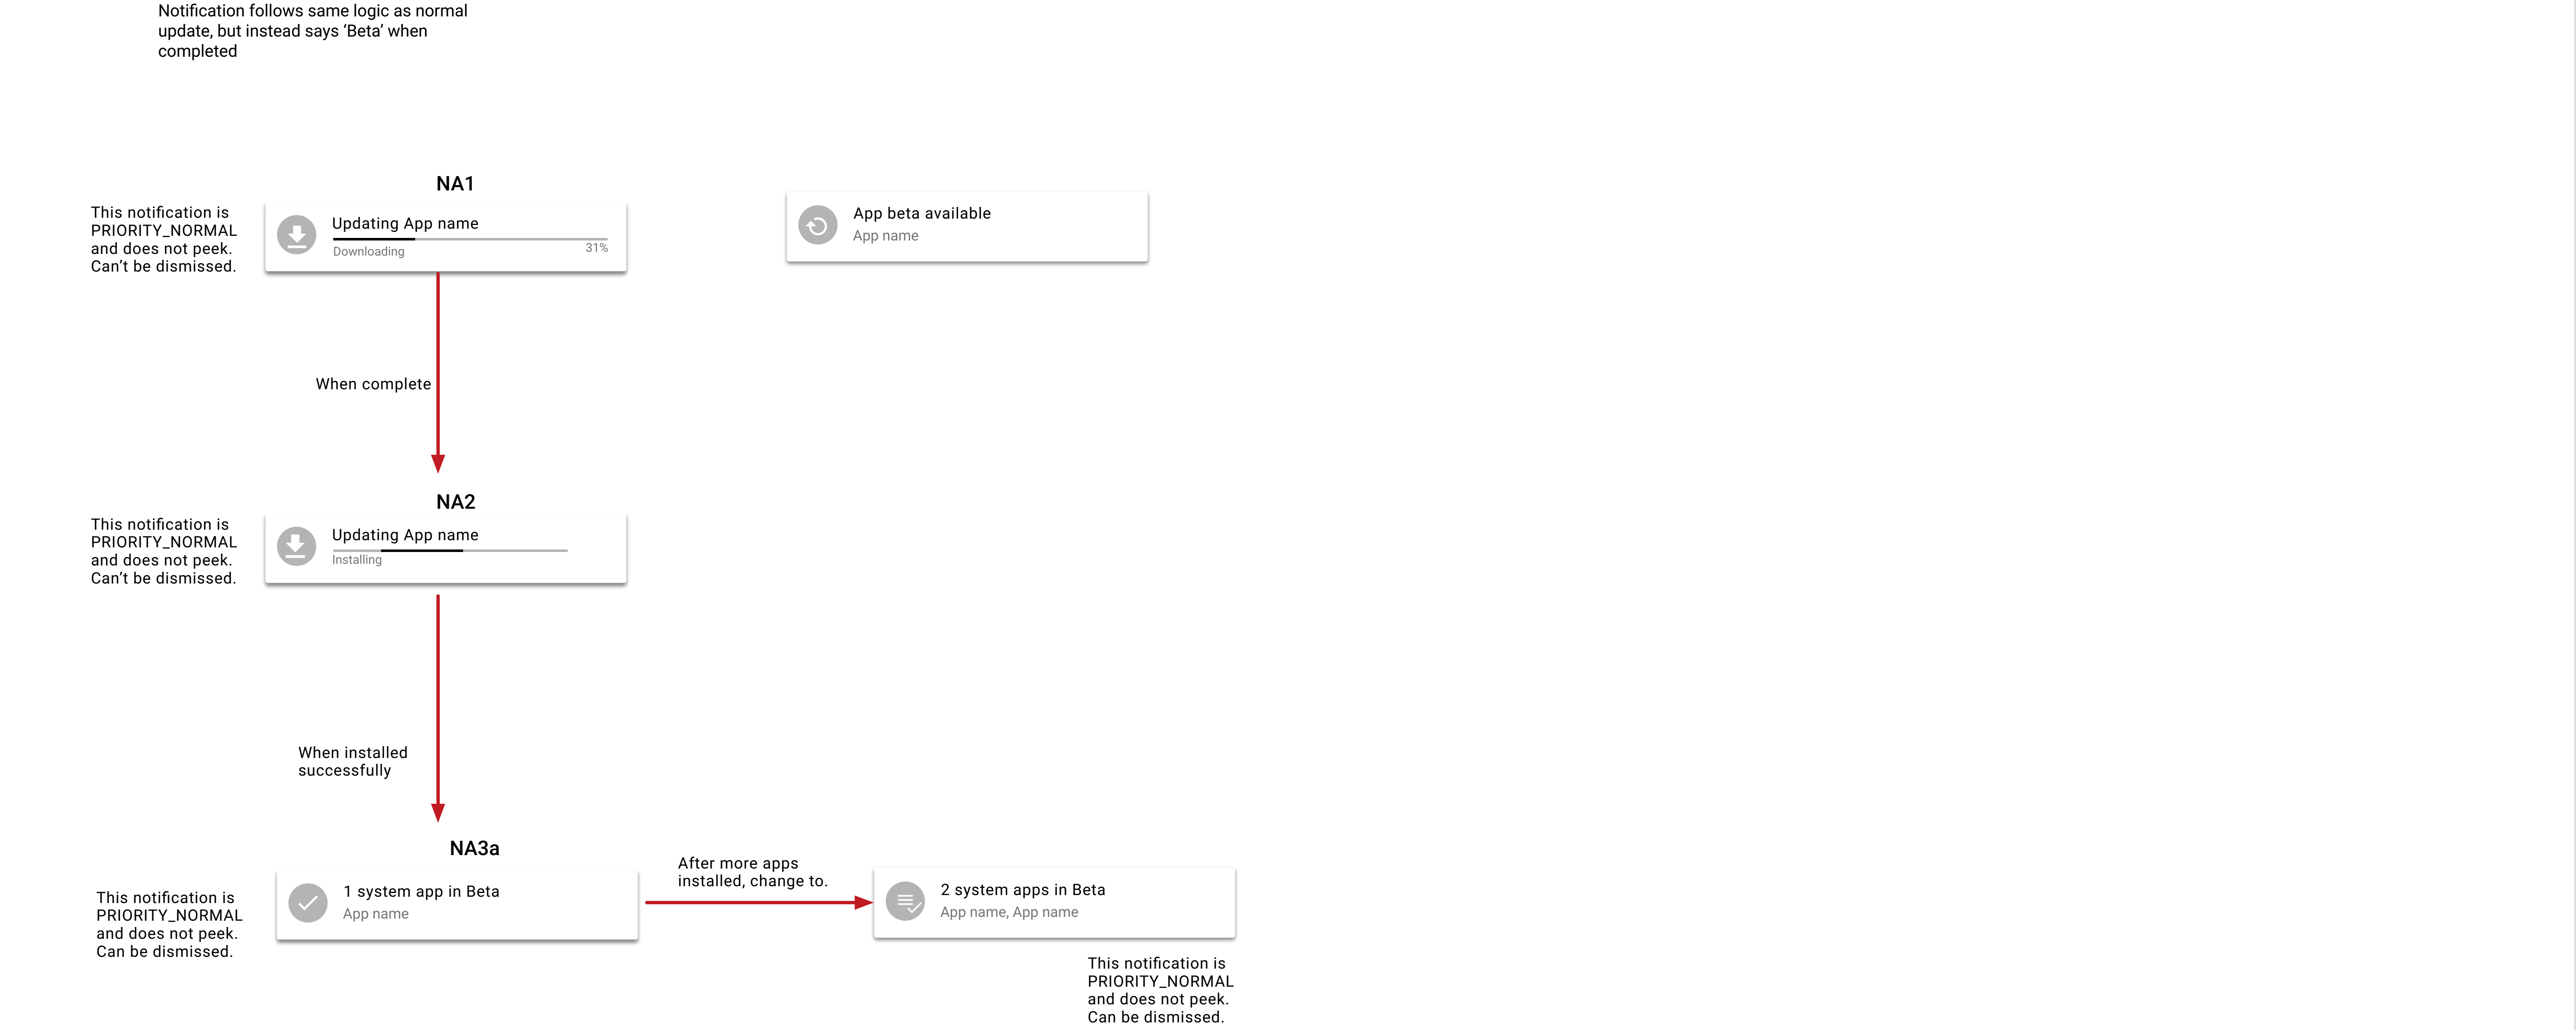 Notification follows same logic as normal
update, but instead says ‘Beta’ when
completed
NA1
This notification is
PRIORITY_NORMAL
and does not peek.
Can’t be dismissed.
Updating App name
Downloading
31%
App beta available
App name
When complete
NA2
This notification is
PRIORITY_NORMAL
and does not peek.
Can’t be dismissed.
Updating App name
Installing
When installed
successfully
NA3a
This notification is
PRIORITY_NORMAL
and does not peek.
Can be dismissed.
1 system app in Beta
App name
After more apps
installed, change to.
2 system apps in Beta
App name, App name
This notification is
PRIORITY_NORMAL
and does not peek.
Can be dismissed.